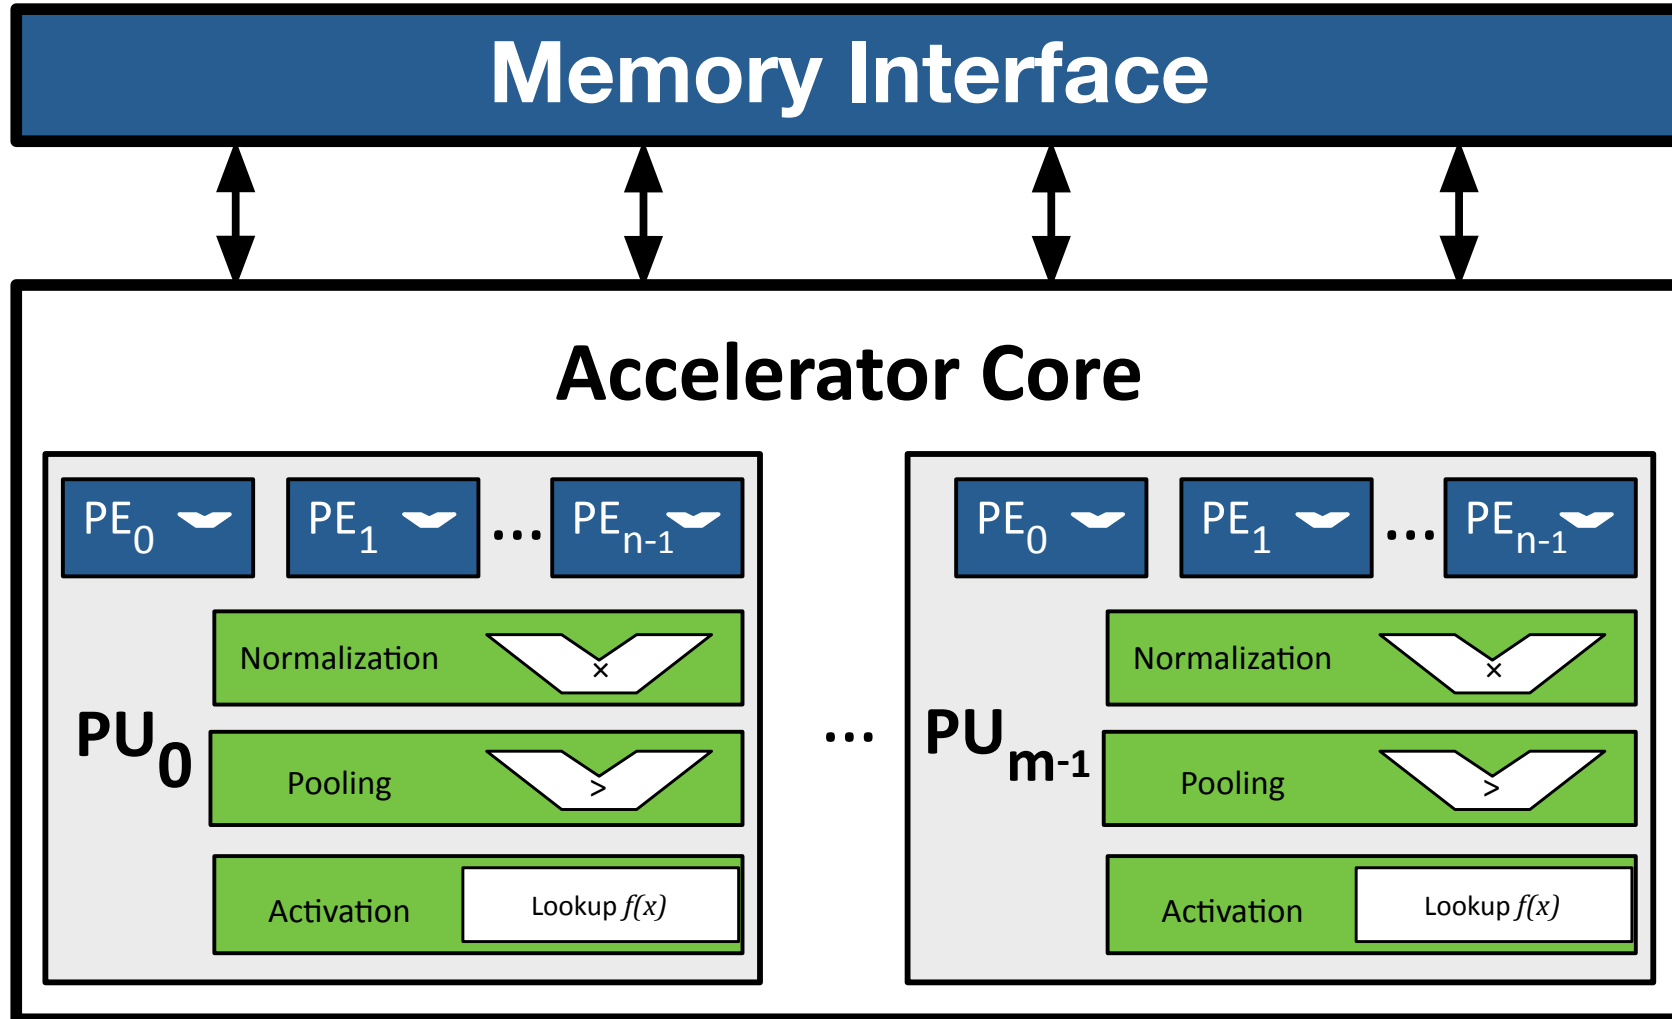 Memory Interface
Accelerator Core
PE0 PE1 ... PEn-1 PE0 PE1 ... PEn-1
Normalization × Normalization ×
PU0 ... PUm-1
Pooling > Pooling >
Activation Lookup f(x) Activation Lookup f(x)